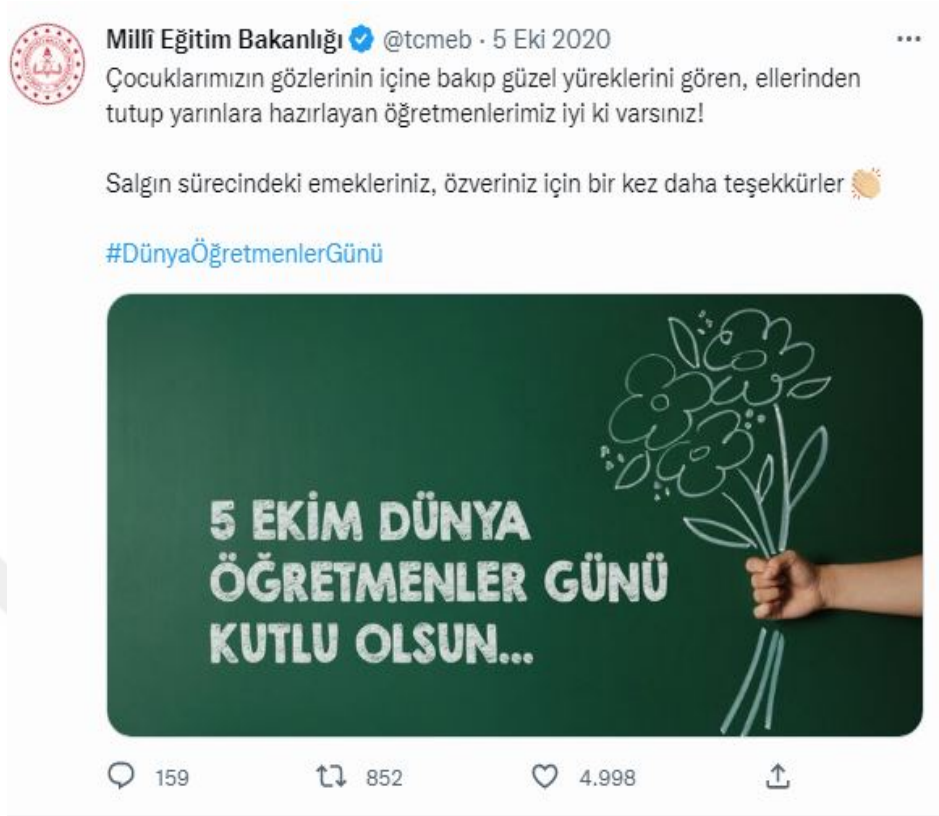 Millî Eğitim Bakanlığı @tcmeb · 5 Eki 2020
Çocuklarımızın gözlerinin içine bakıp güzel yüreklerini gören, ellerinden
tutup yarınlara hazırlayan öğretmenlerimiz iyi ki varsınız!
Salgın sürecindeki emekleriniz, özveriniz için bir kez daha teşekkürler 👏🏼
#DünyaÖğretmenlerGünü
5 EKİM DÜNYA
ÖĞRETMENLER GÜNÜ
KUTLU OLSUN...
159 852 4.998